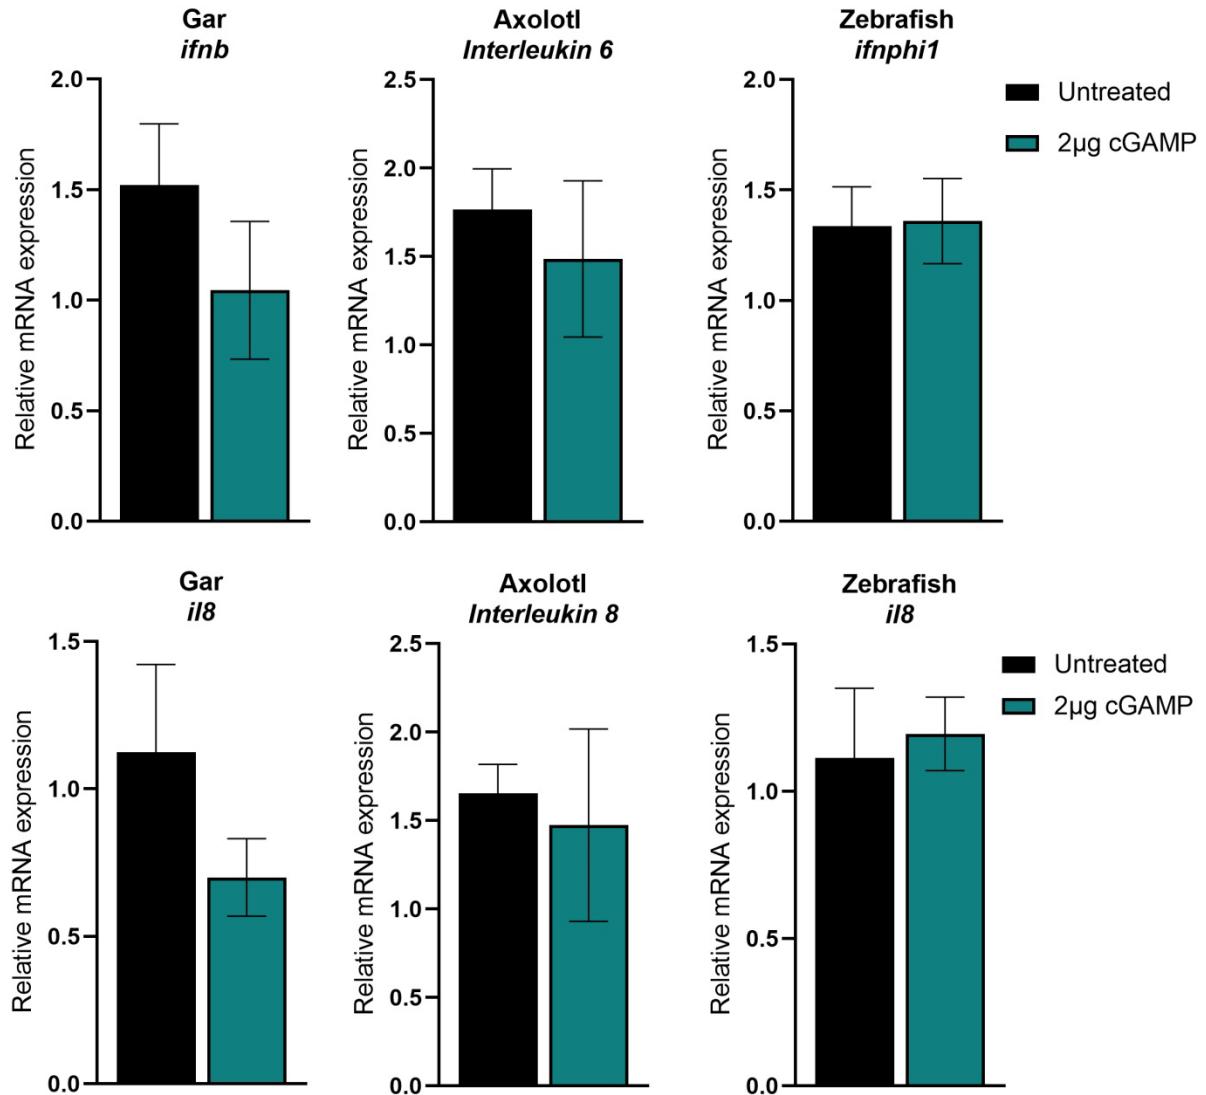 Gar
ifnb
Axolotl
Interleukin 6
Zebrafish
ifnphi1
Untreated
2μg cGAMP
Relative mRNA expression
2.0
1.5
1.0
0.5
0.0
Relative mRNA expression
2.5
2.0
1.5
1.0
0.5
0.0
Relative mRNA expression
2.0
1.5
1.0
0.5
0.0
Gar
il8
Axolotl
Interleukin 8
Zebrafish
il8
Untreated
2μg cGAMP
Relative mRNA expression
1.5
1.0
0.5
0.0
Relative mRNA expression
2.5
2.0
1.5
1.0
0.5
0.0
Relative mRNA expression
1.5
1.0
0.5
0.0